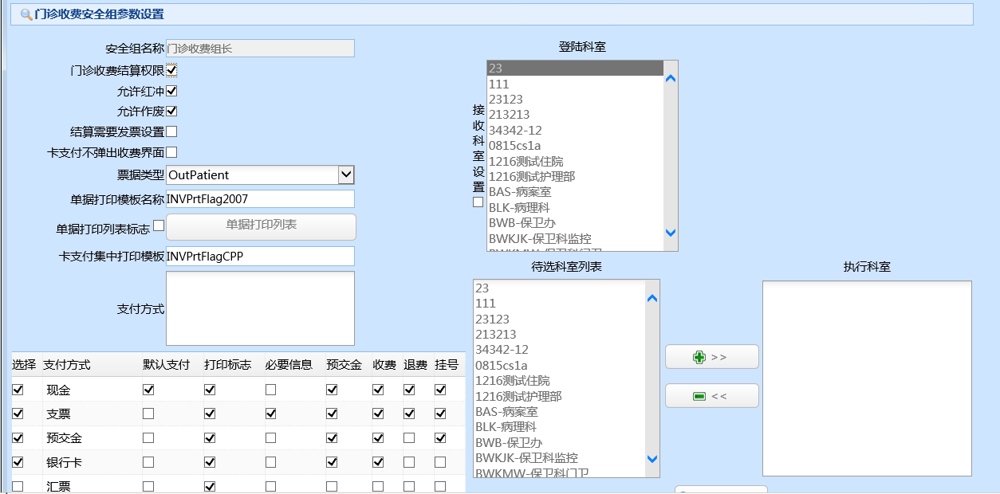 门诊收费安全组参数设置
安全组名称 门诊收费组长
门诊收费结算权限
允许红冲
允许作废
结算需要发票设置
卡支付不弹出收费界面
票据类型 OutPatient
单据打印模板名称 INVPrtFlag2007
单据打印列表标志 单据打印列表
卡支付集中打印模板 INVPrtFlagCPP
支付方式
选择 支付方式 默认支付 打印标志 必要信息 预交金 收费 退费 挂号
现金
支票
预交金
银行卡
汇票
登陆科室
接收科室设置
23
111
23123
213213
34342-12
0815cs1a
1216测试住院
1216测试护理部
BAS-病案室
BLK-病理科
BWB-保卫办
BWKJK-保卫科监控
BWKMW-保卫科门卫
待选科室列表
23
111
23123
213213
34342-12
0815cs1a
1216测试住院
1216测试护理部
BAS-病案室
BLK-病理科
BWB-保卫办
BWKJK-保卫科监控
BWKMW-保卫科门卫
>>
<<
执行科室